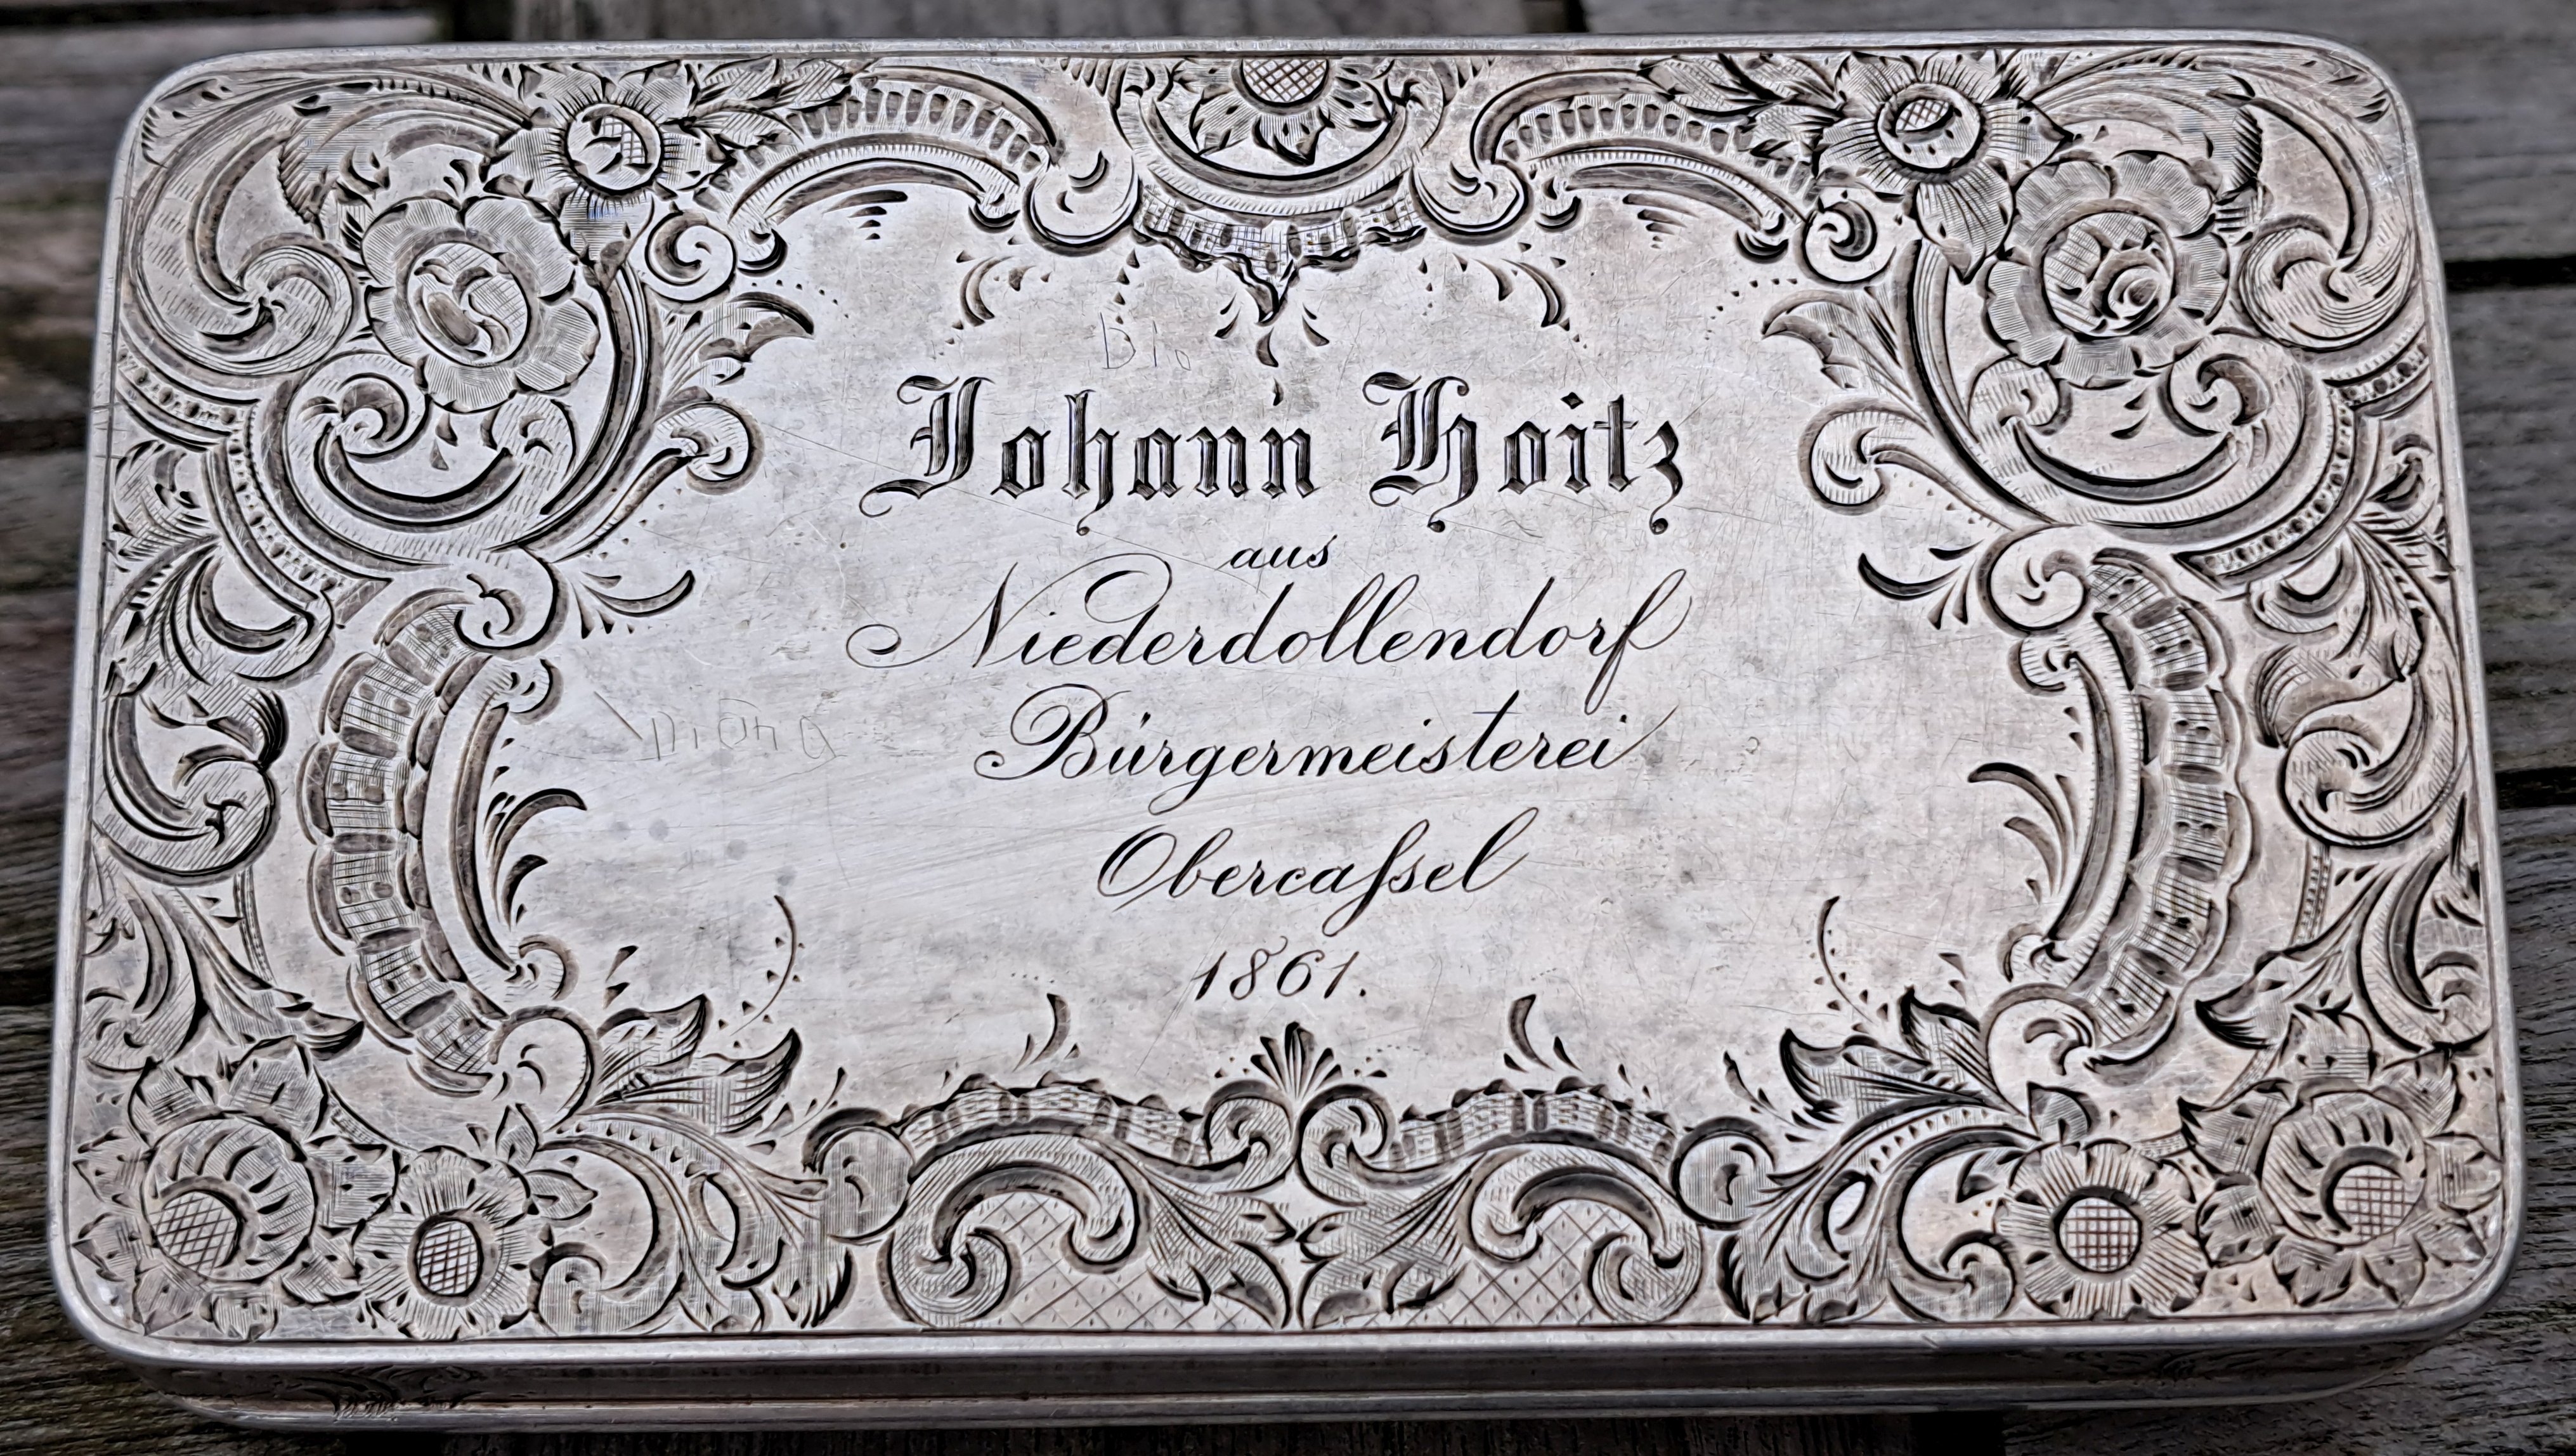 Johann Hoitz
aus
Niederdollendorf
Bürgermeisterei
Obercaſsel
1861.